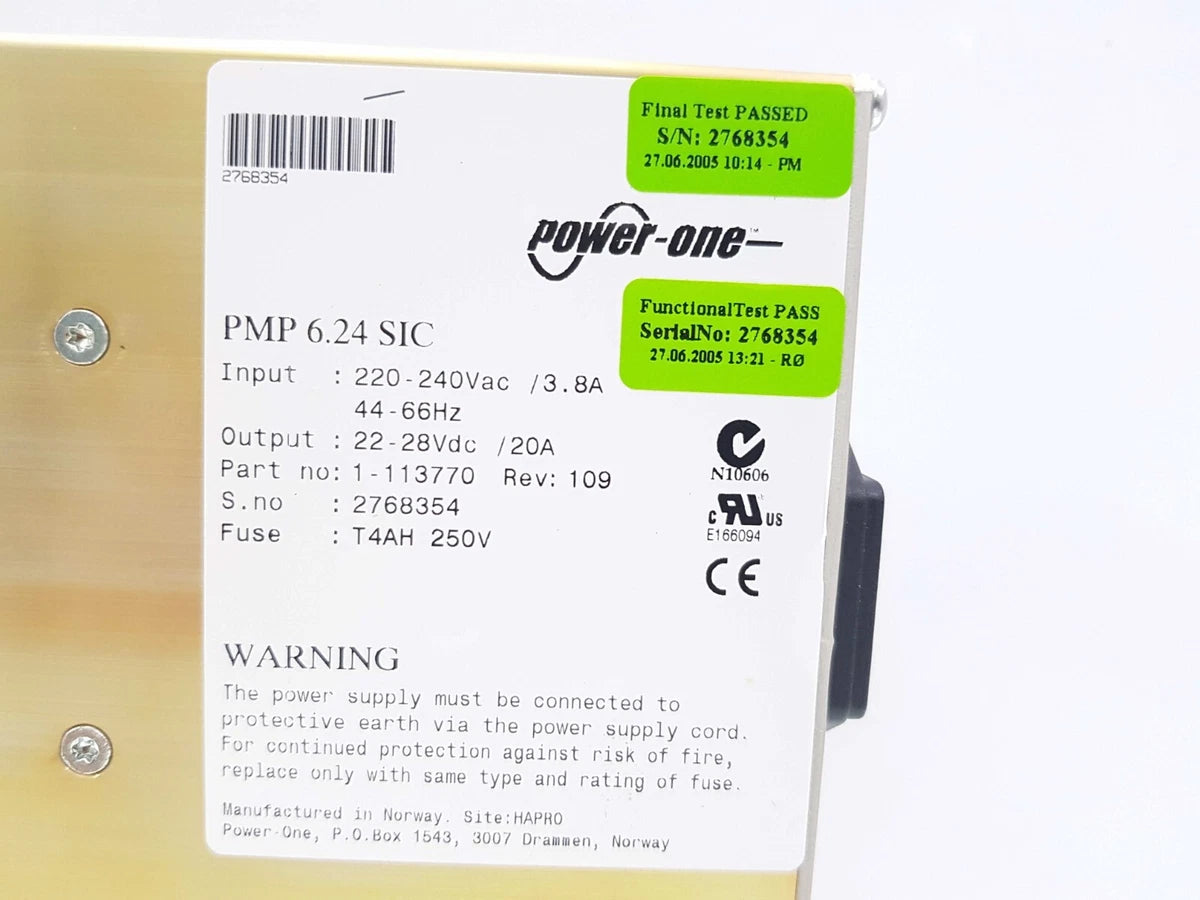 2768354
Final Test PASSED
S/N: 2768354
27.06.2005 10:14 - PM
power-one™
FunctionalTest PASS
SerialNo: 2768354
27.06.2005 13:21 - RØ
PMP 6.24 SIC
Input : 220-240Vac /3.8A
44-66Hz
Output : 22-28Vdc /20A
Part no: 1-113770 Rev: 109
S.no : 2768354
Fuse : T4AH 250V
N10606
c RU US
E166094
CE
WARNING
The power supply must be connected to
protective earth via the power supply cord.
For continued protection against risk of fire,
replace only with same type and rating of fuse.
Manufactured in Norway. Site:HAPRO
Power-One, P.O.Box 1543, 3007 Drammen, Norway